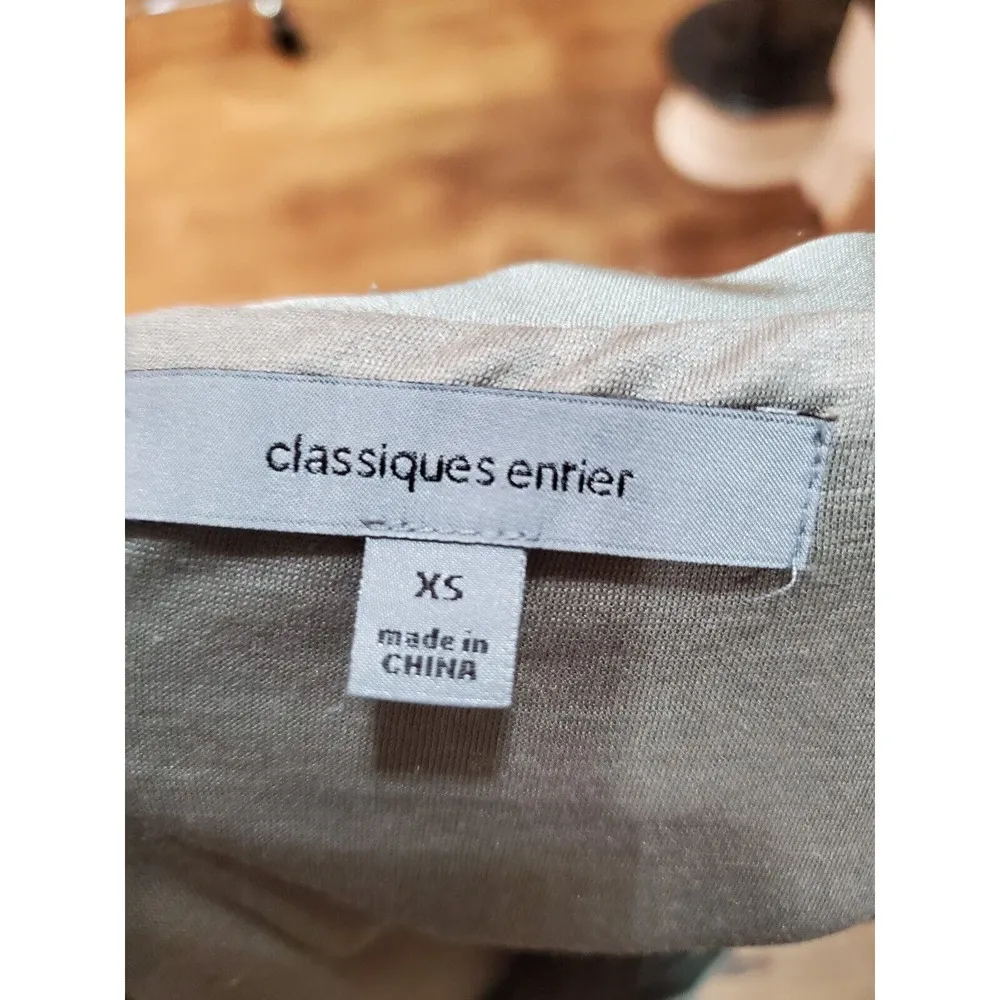 classiques entier
XS
made in
CHINA